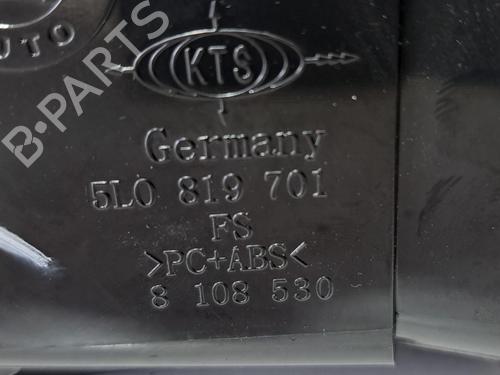 UTO
KTS
B-PARTS
Germany
5L0 819 701
FS
>PC+ABS<
8 108 530